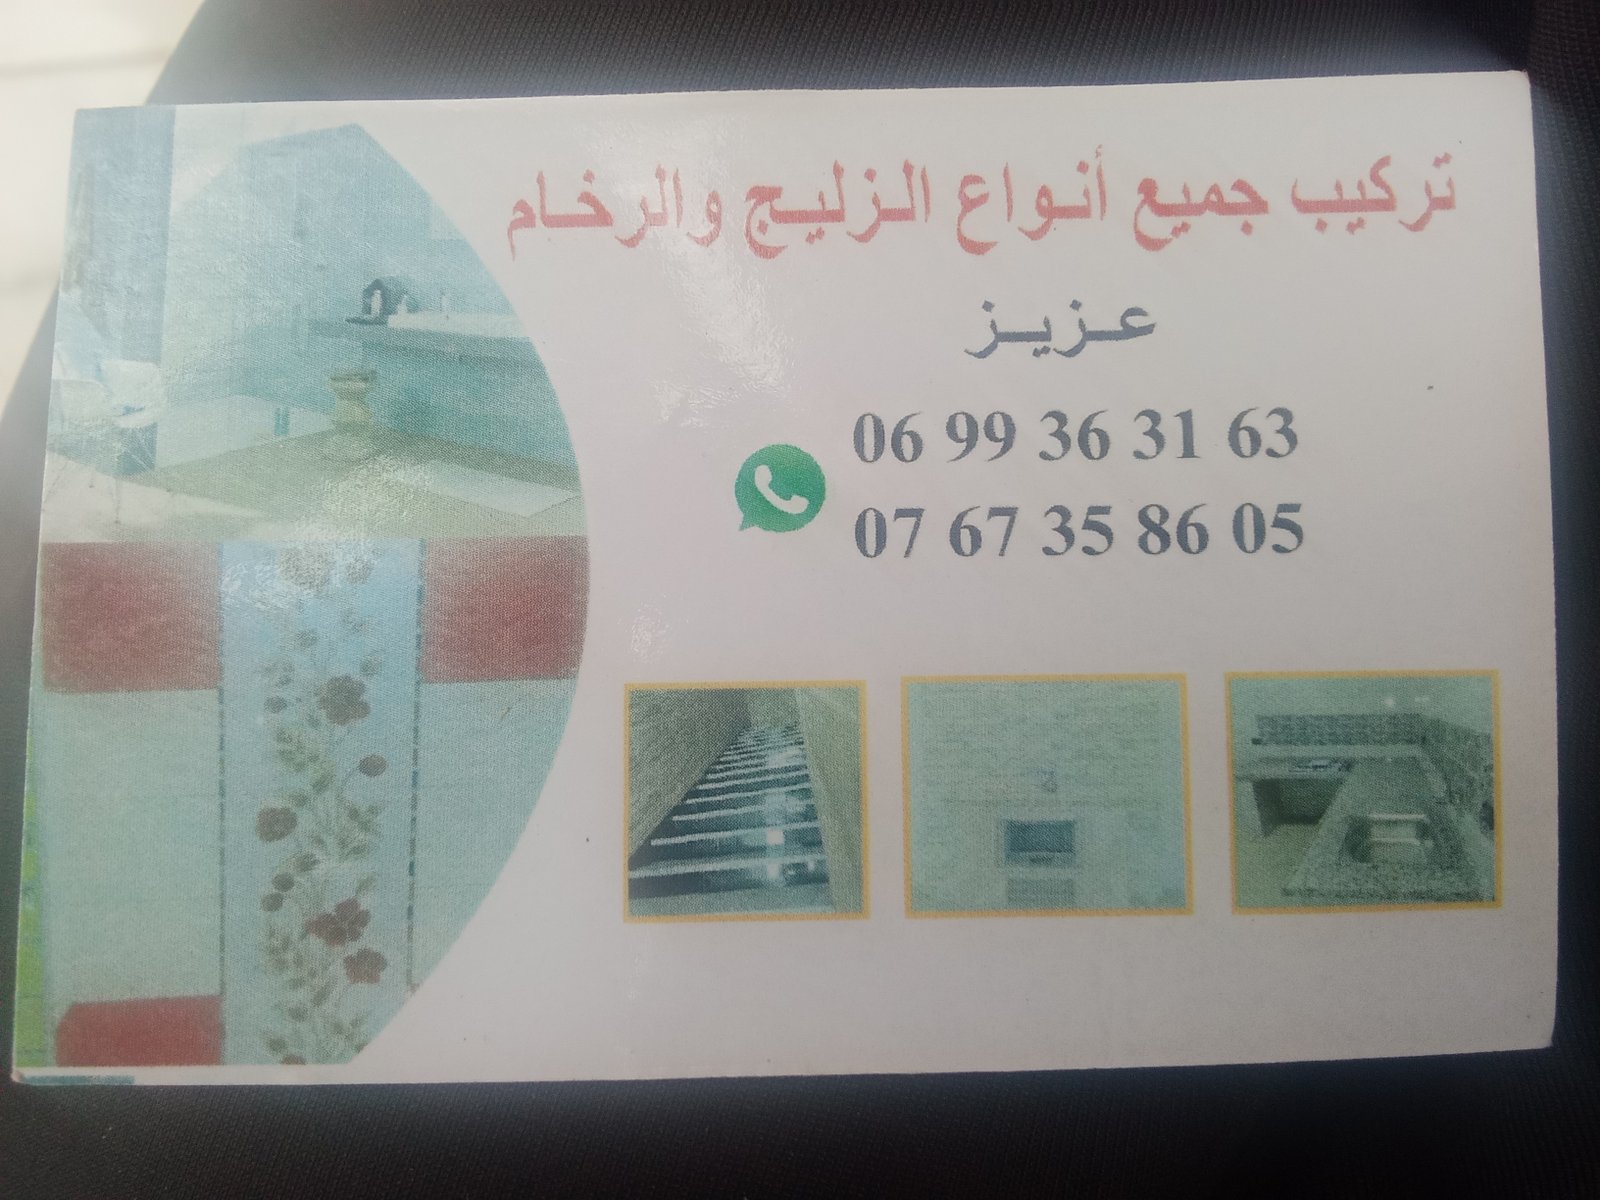 تركيب جميع أنواع الزليج والرخام
عزيز
06 99 36 31 63
07 67 35 86 05